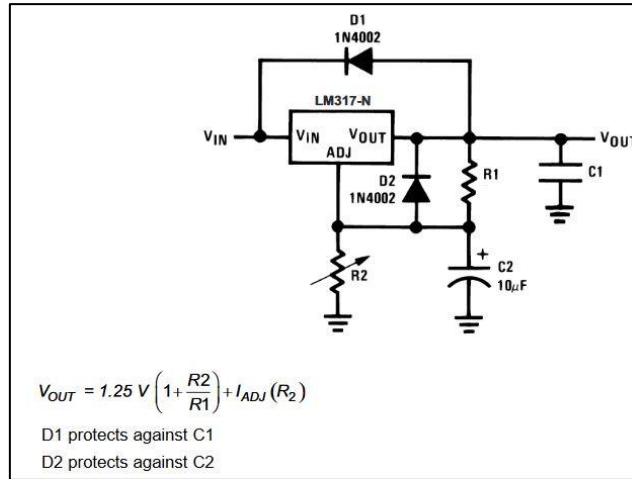 D1
1N4002
LM317-N
VIN
VIN VOUT
VOUT
ADJ
D2
1N4002
R1
C1
R2
+
C2
10μF
VOUT = 1.25 V (1+R2/R1) + IADJ (R2)
D1 protects against C1
D2 protects against C2